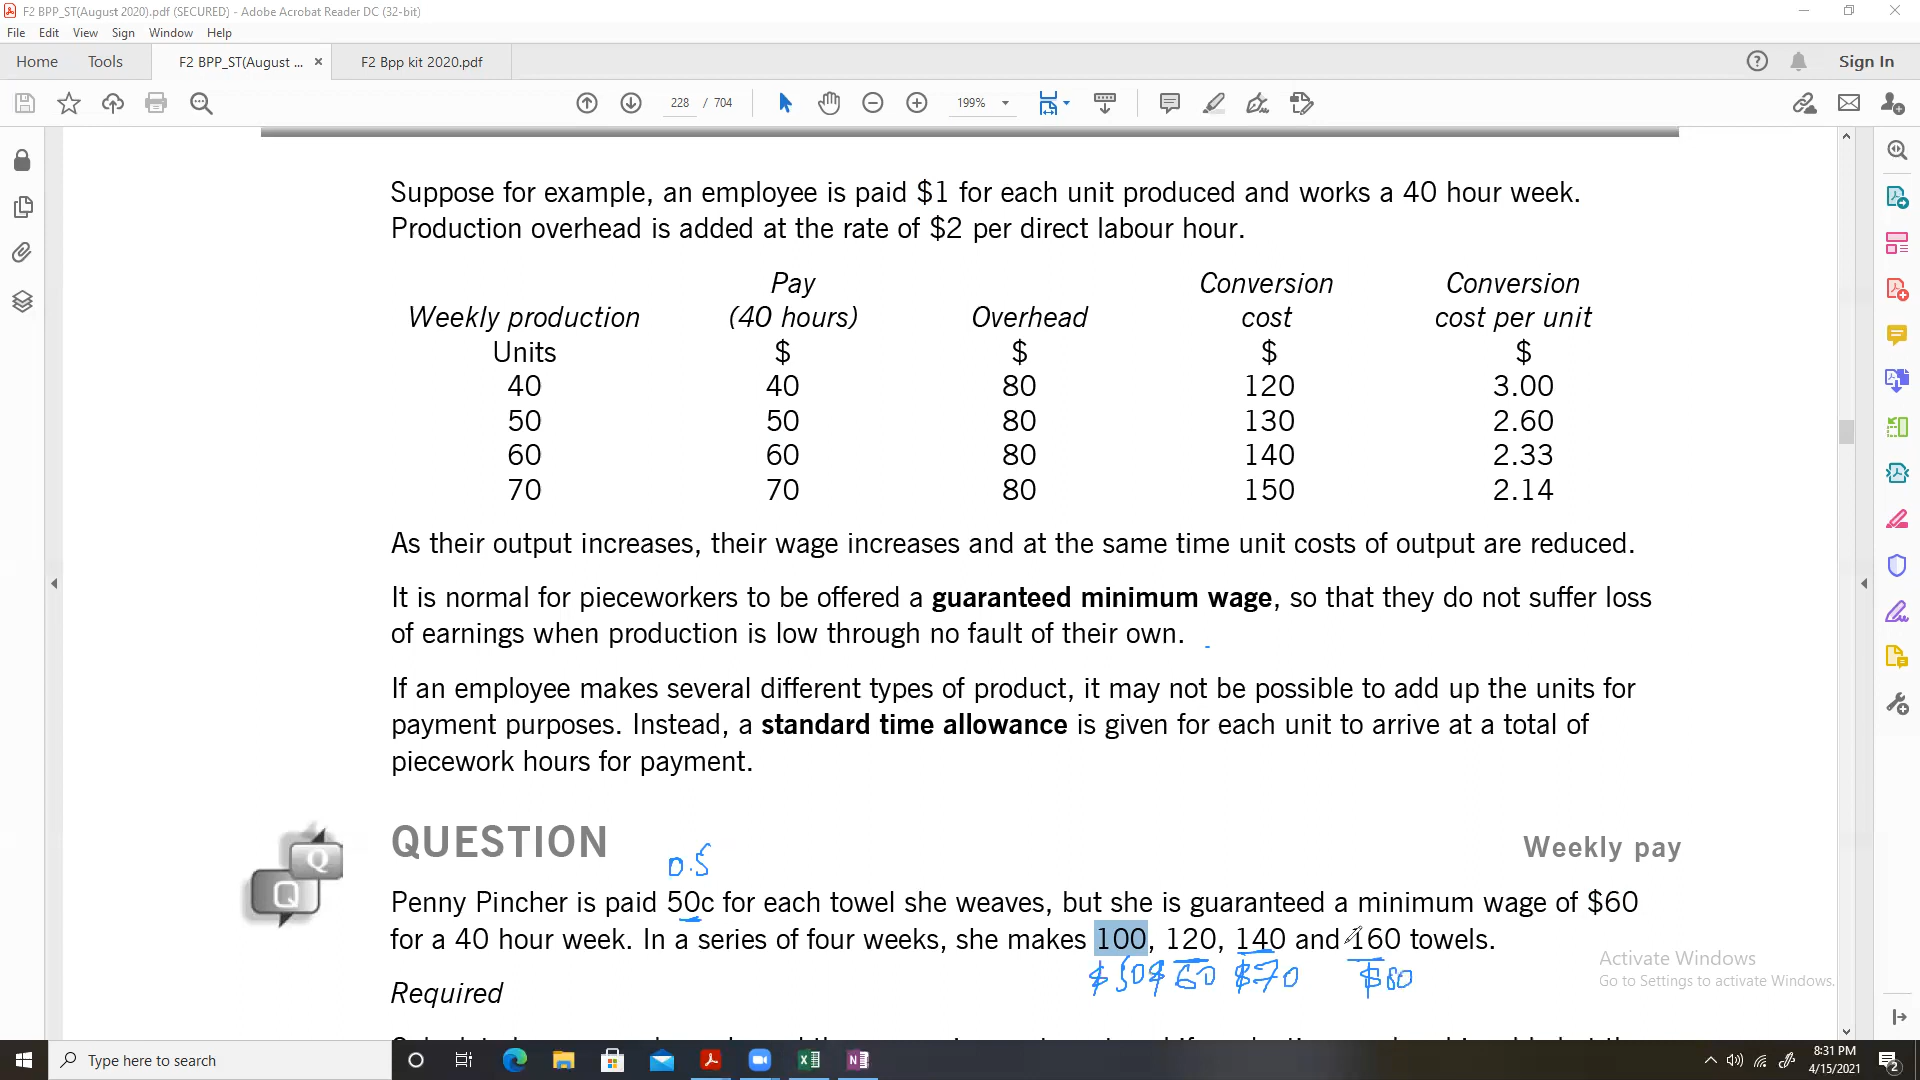 F2 BPP_ST(August 2020).pdf (SECURED) - Adobe Acrobat Reader DC (32-bit)
File Edit View Sign Window Help
Home Tools F2 BPP_ST(August ... × F2 Bpp kit 2020.pdf Sign In
228 / 704 199%
Suppose for example, an employee is paid $1 for each unit produced and works a 40 hour week.
Production overhead is added at the rate of $2 per direct labour hour.
Pay Conversion Conversion
Weekly production (40 hours) Overhead cost cost per unit
Units $ $ $ $
40 40 80 120 3.00
50 50 80 130 2.60
60 60 80 140 2.33
70 70 80 150 2.14
As their output increases, their wage increases and at the same time unit costs of output are reduced.
It is normal for pieceworkers to be offered a guaranteed minimum wage, so that they do not suffer loss
of earnings when production is low through no fault of their own.
If an employee makes several different types of product, it may not be possible to add up the units for
payment purposes. Instead, a standard time allowance is given for each unit to arrive at a total of
piecework hours for payment.
Q
Q
QUESTION Weekly pay
0.5
Penny Pincher is paid 50c for each towel she weaves, but she is guaranteed a minimum wage of $60
for a 40 hour week. In a series of four weeks, she makes 100, 120, 140 and 160 towels.
$50 $60 $70 $80
Required
Activate Windows
Go to Settings to activate Windows.
Type here to search
8:31 PM
4/15/2021
2